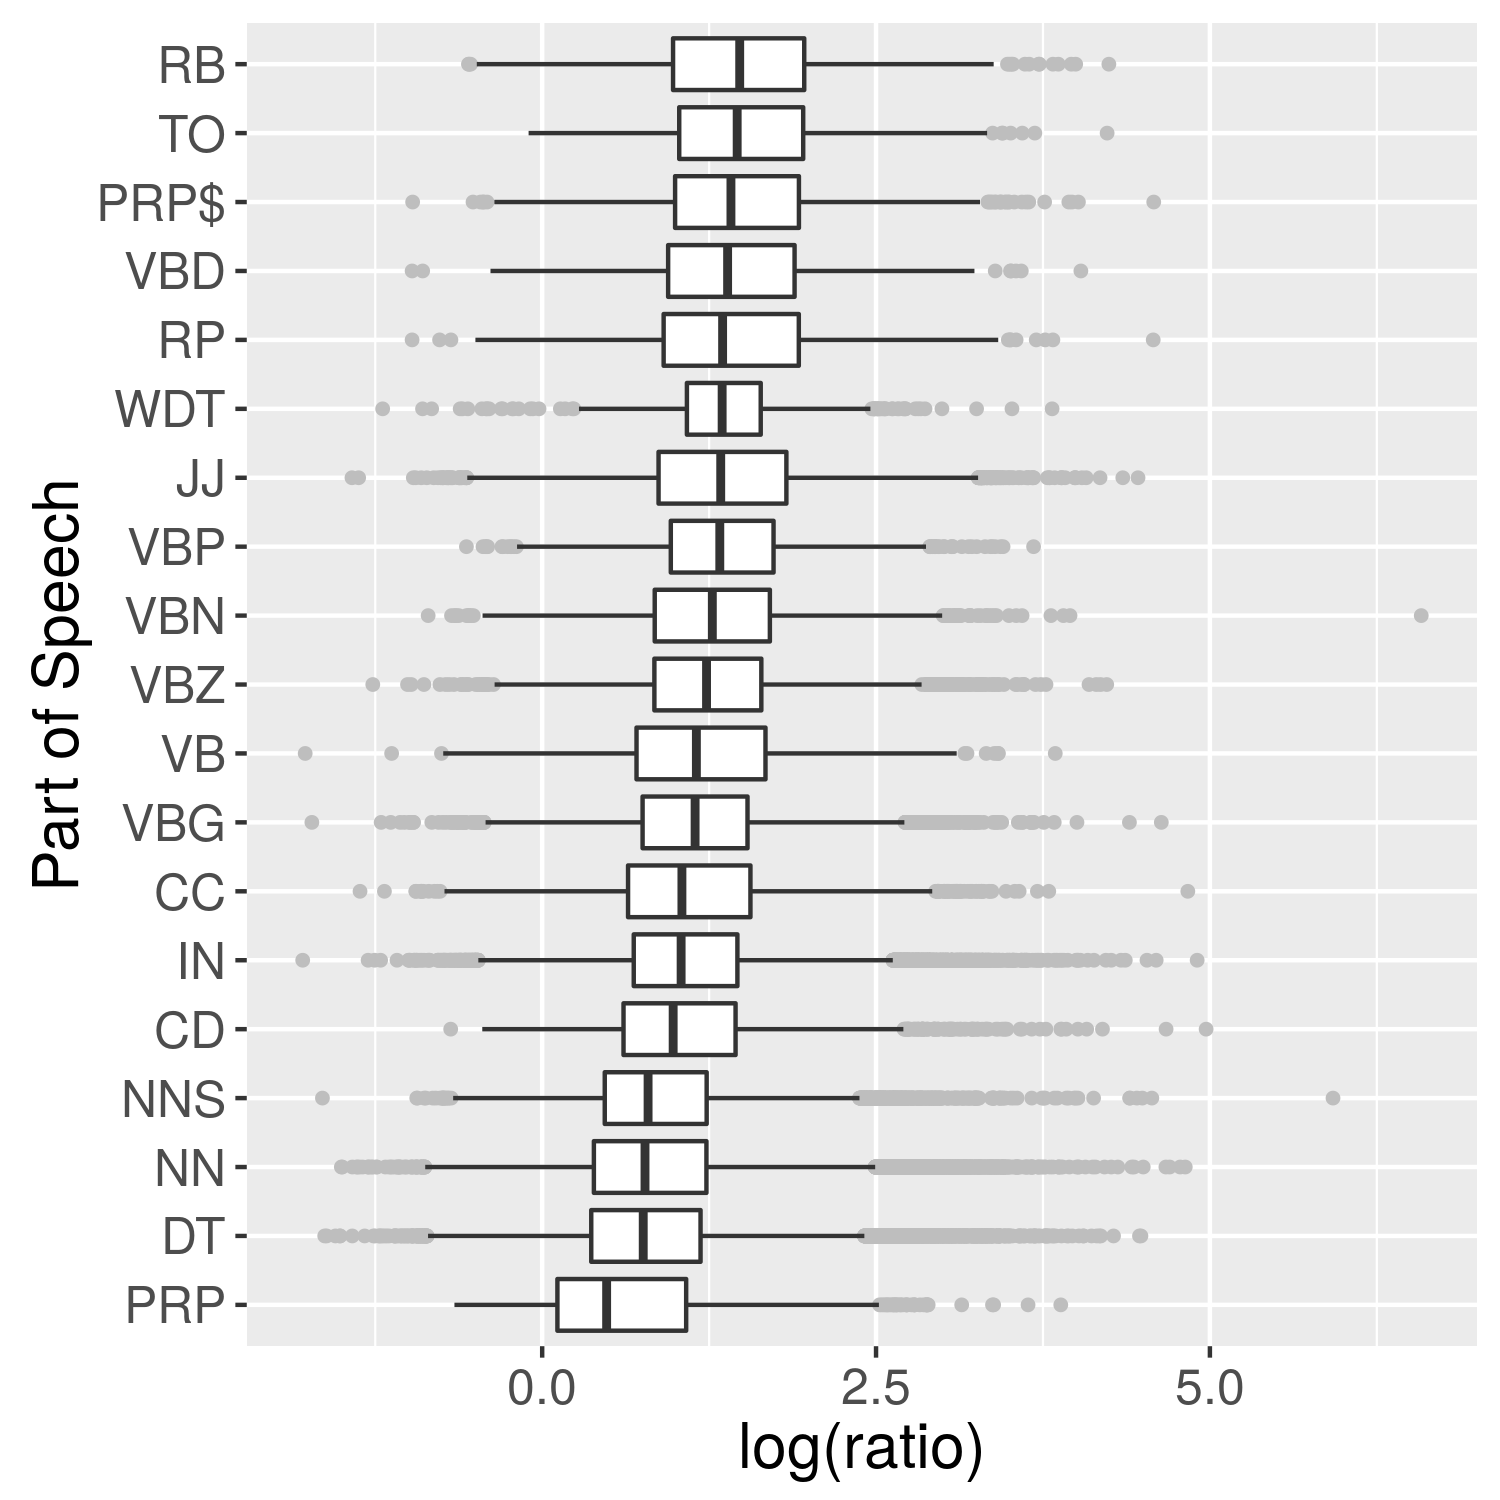 RB
TO
PRP$
VBD
RP
WDT
JJ
VBP
VBN
VBZ
VB
VBG
CC
IN
CD
NNS
NN
DT
PRP
Part of Speech
0.0 2.5 5.0
log(ratio)